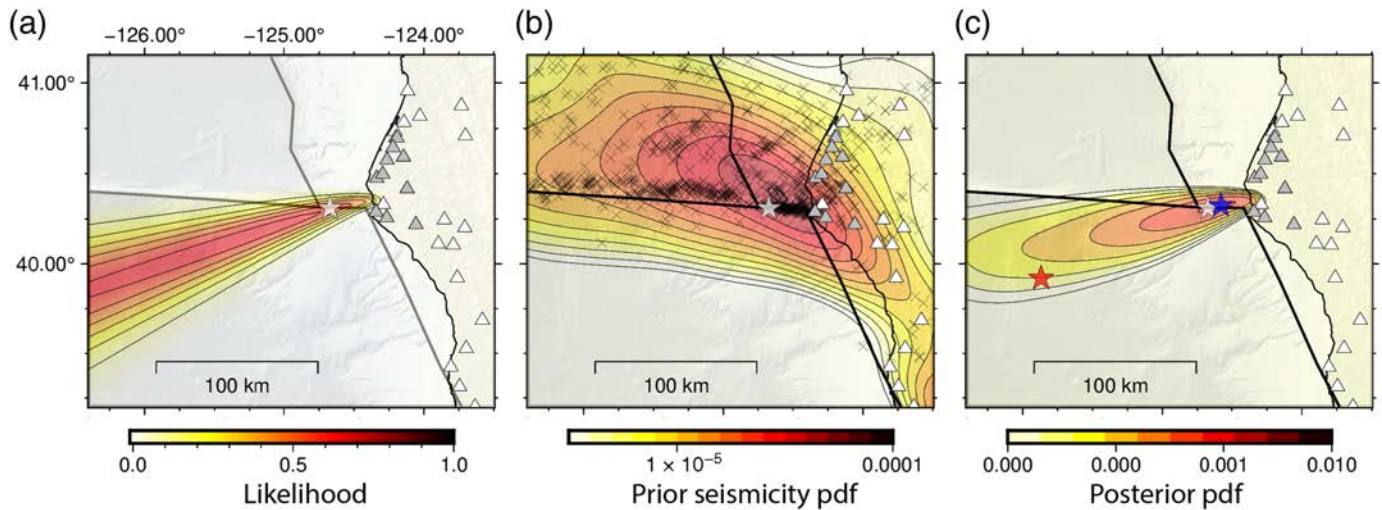 (a)
−126.00° −125.00° −124.00°
(b)
(c)
41.00°
40.00°
100 km
100 km
100 km
0.0 0.5 1.0
1 × 10−5 0.0001
0.000 0.000 0.001 0.010
Likelihood
Prior seismicity pdf
Posterior pdf